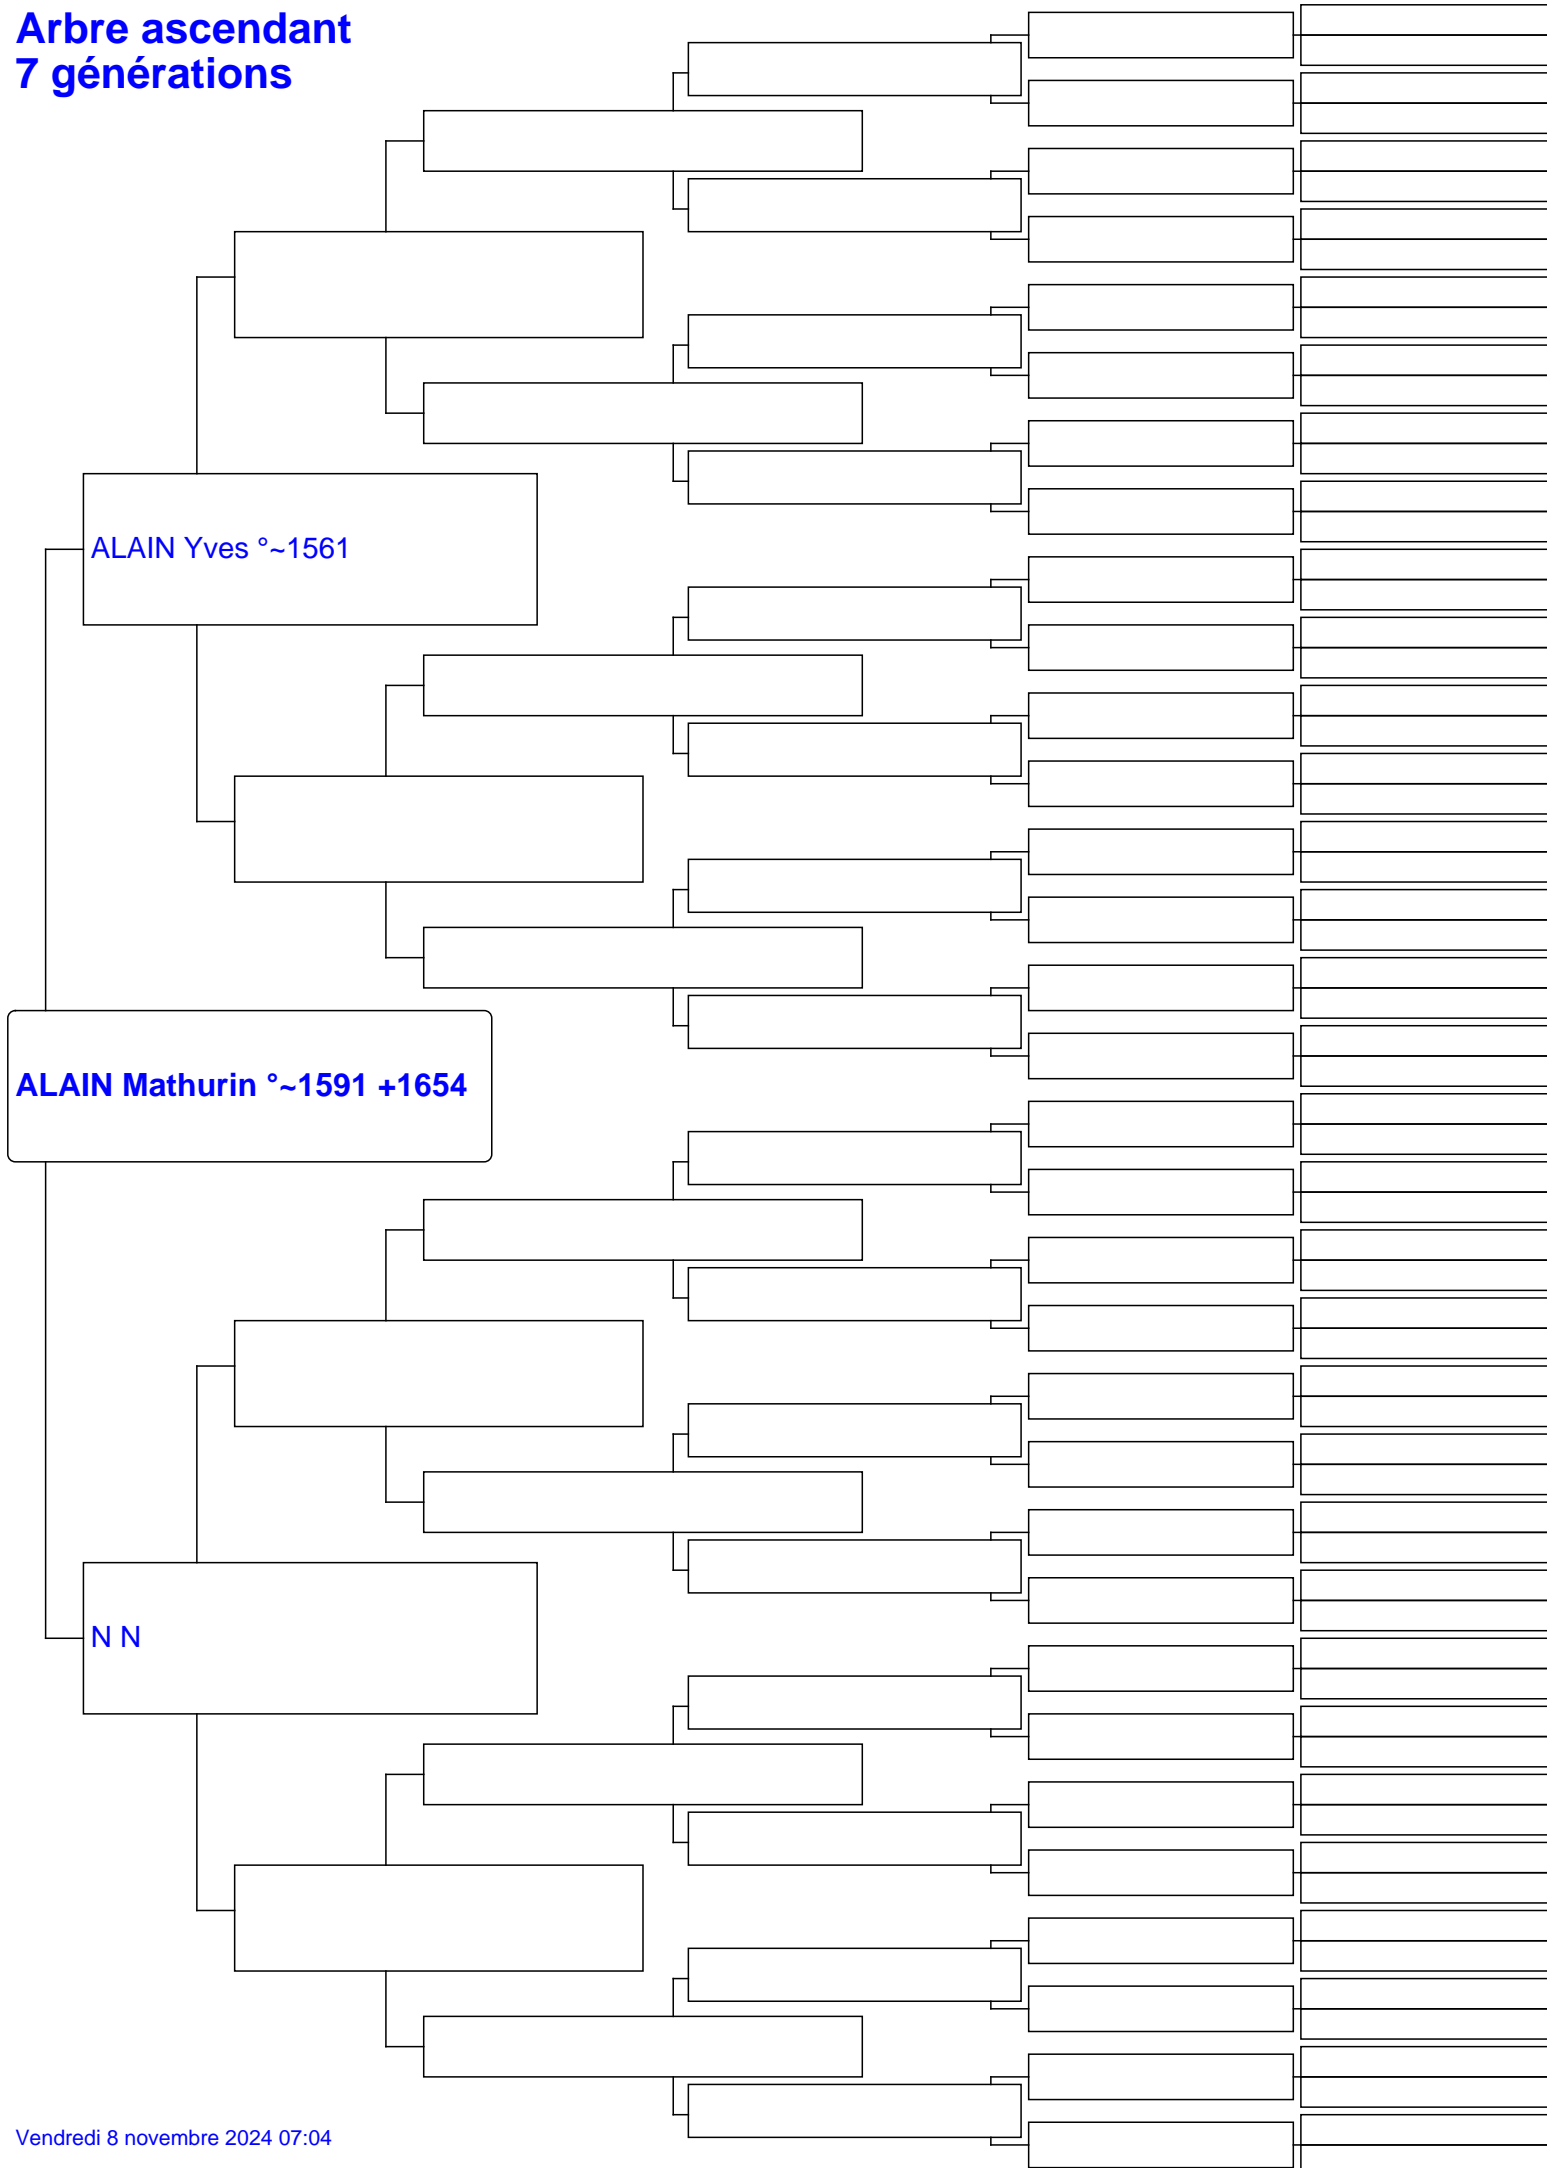 Arbre ascendant
7 générations
ALAIN Yves °~1561
ALAIN Mathurin °~1591 +1654
N N
Vendredi 8 novembre 2024 07:04